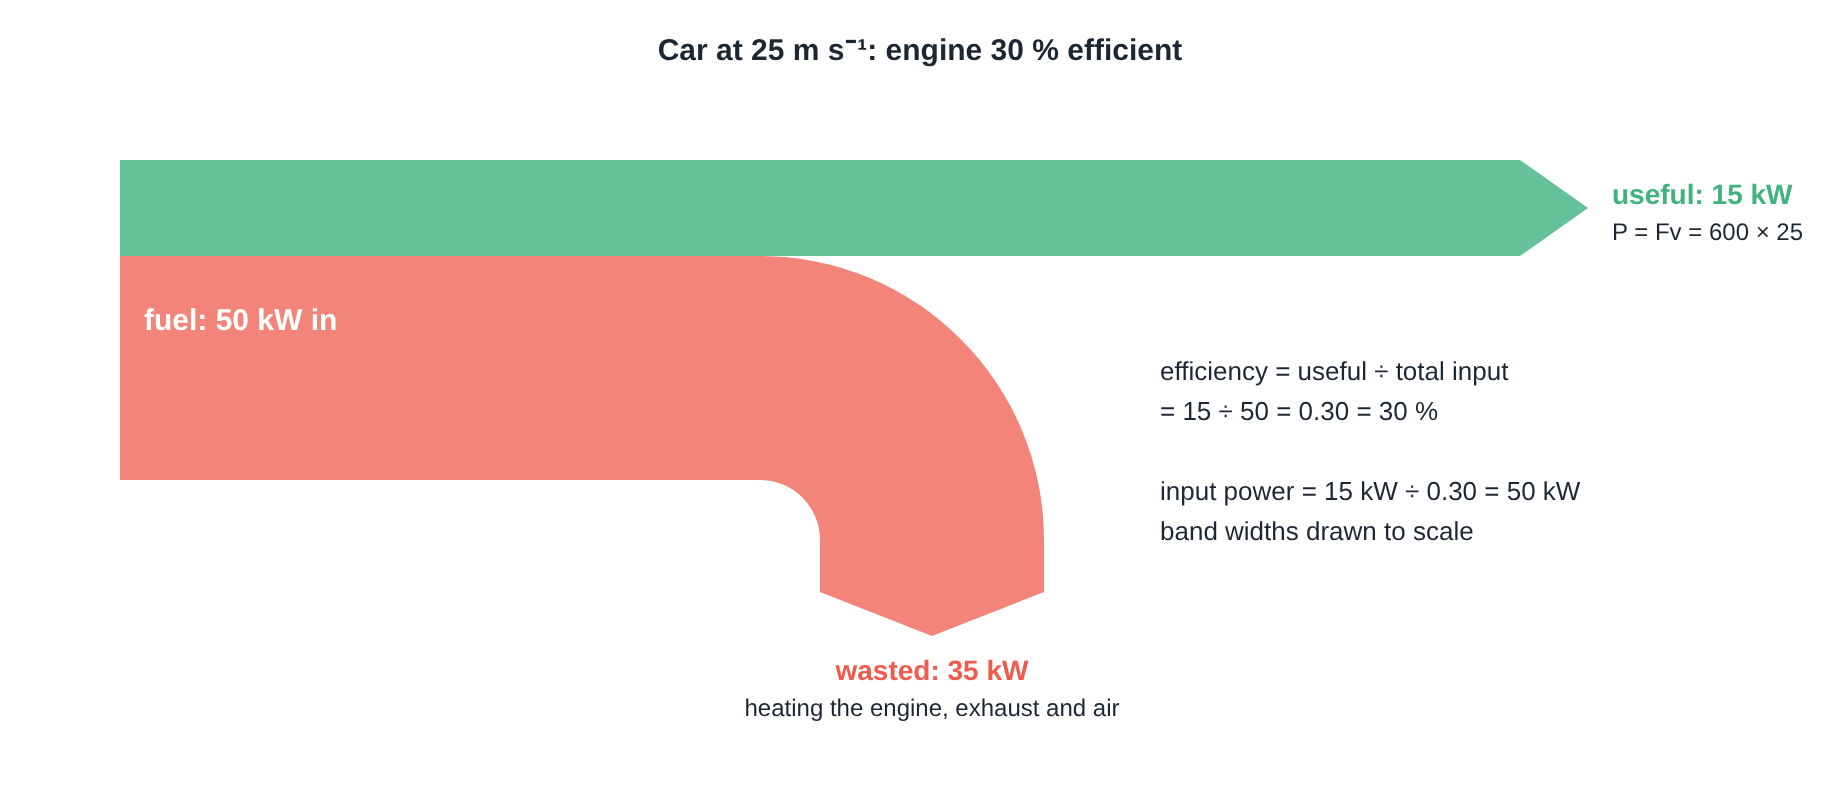 Car at 25 m s⁻¹: engine 30 % efficient
useful: 15 kW
P = Fv = 600 × 25
fuel: 50 kW in
efficiency = useful ÷ total input
= 15 ÷ 50 = 0.30 = 30 %
input power = 15 kW ÷ 0.30 = 50 kW
band widths drawn to scale
wasted: 35 kW
heating the engine, exhaust and air